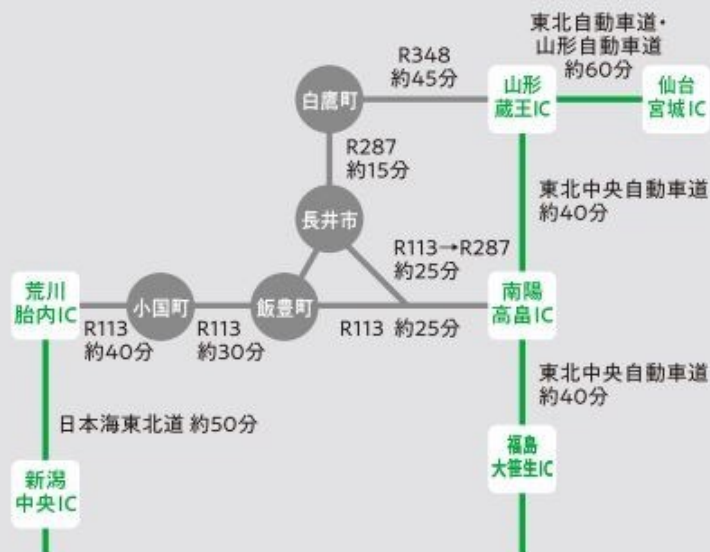 東北自動車道・
山形自動車道
約60分
R348
約45分
白鷹町
山形
蔵王IC
仙台
宮城IC
R287
約15分
東北中央自動車道
約40分
長井市
R113→R287
約25分
荒川
胎内IC
小国町
飯豊町
南陽
高畠IC
R113
約40分
R113
約30分
R113 約25分
東北中央自動車道
約40分
日本海東北道 約50分
福島
大笹生IC
新潟
中央IC